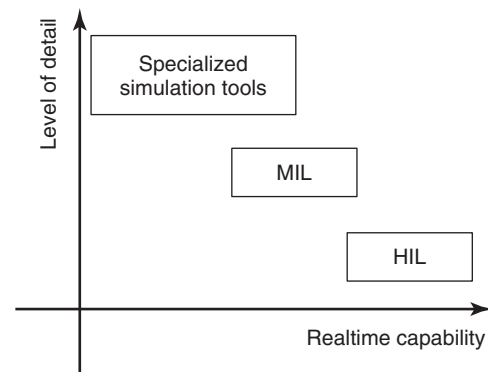 Level of detail
Specialized
simulation tools
MIL
HIL
Realtime capability